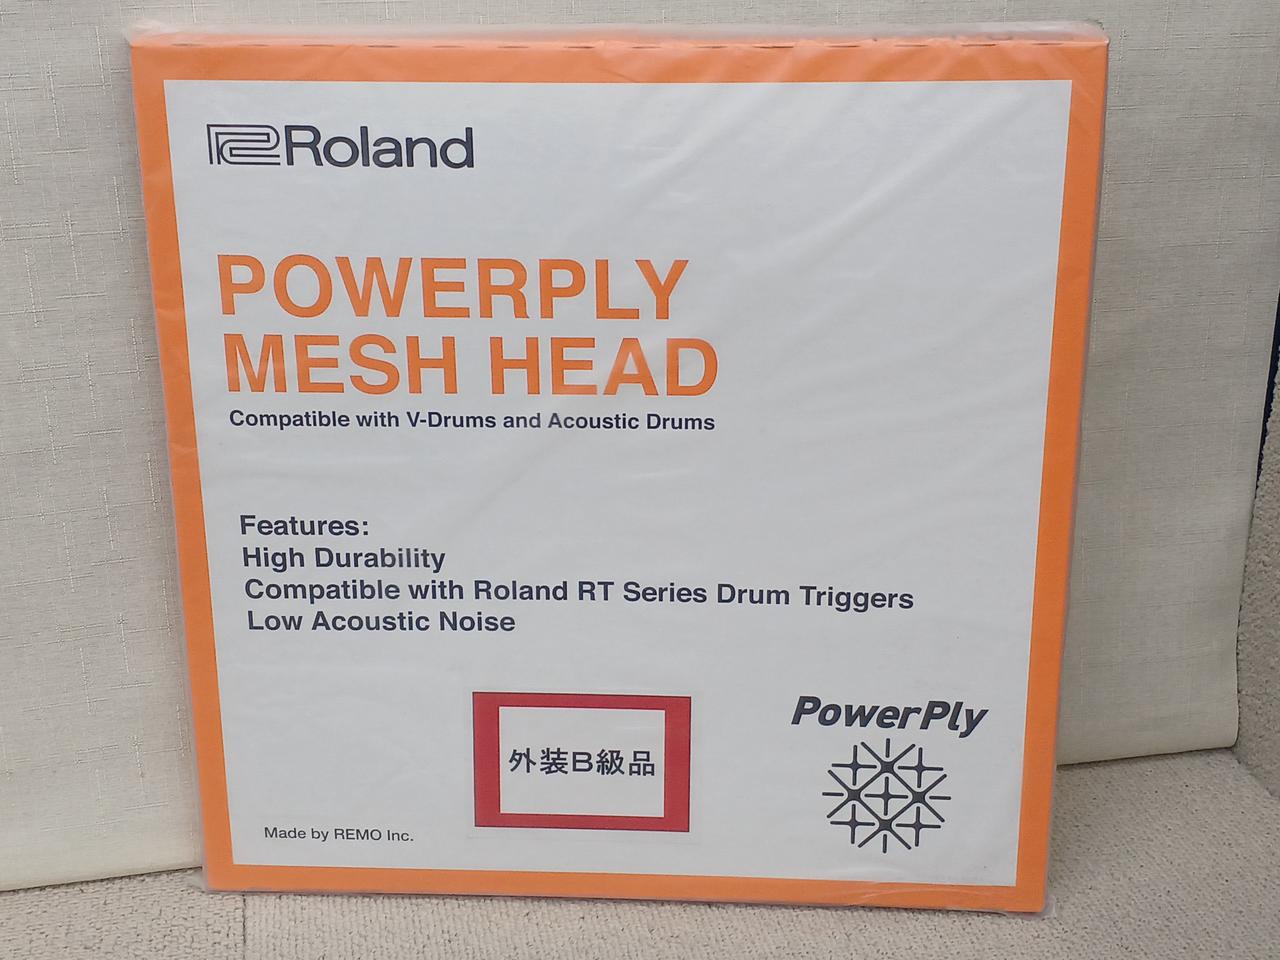 Roland
POWERPLY
MESH HEAD
Compatible with V-Drums and Acoustic Drums
Features:
High Durability
Compatible with Roland RT Series Drum Triggers
Low Acoustic Noise
外装B級品
PowerPly
Made by REMO Inc.